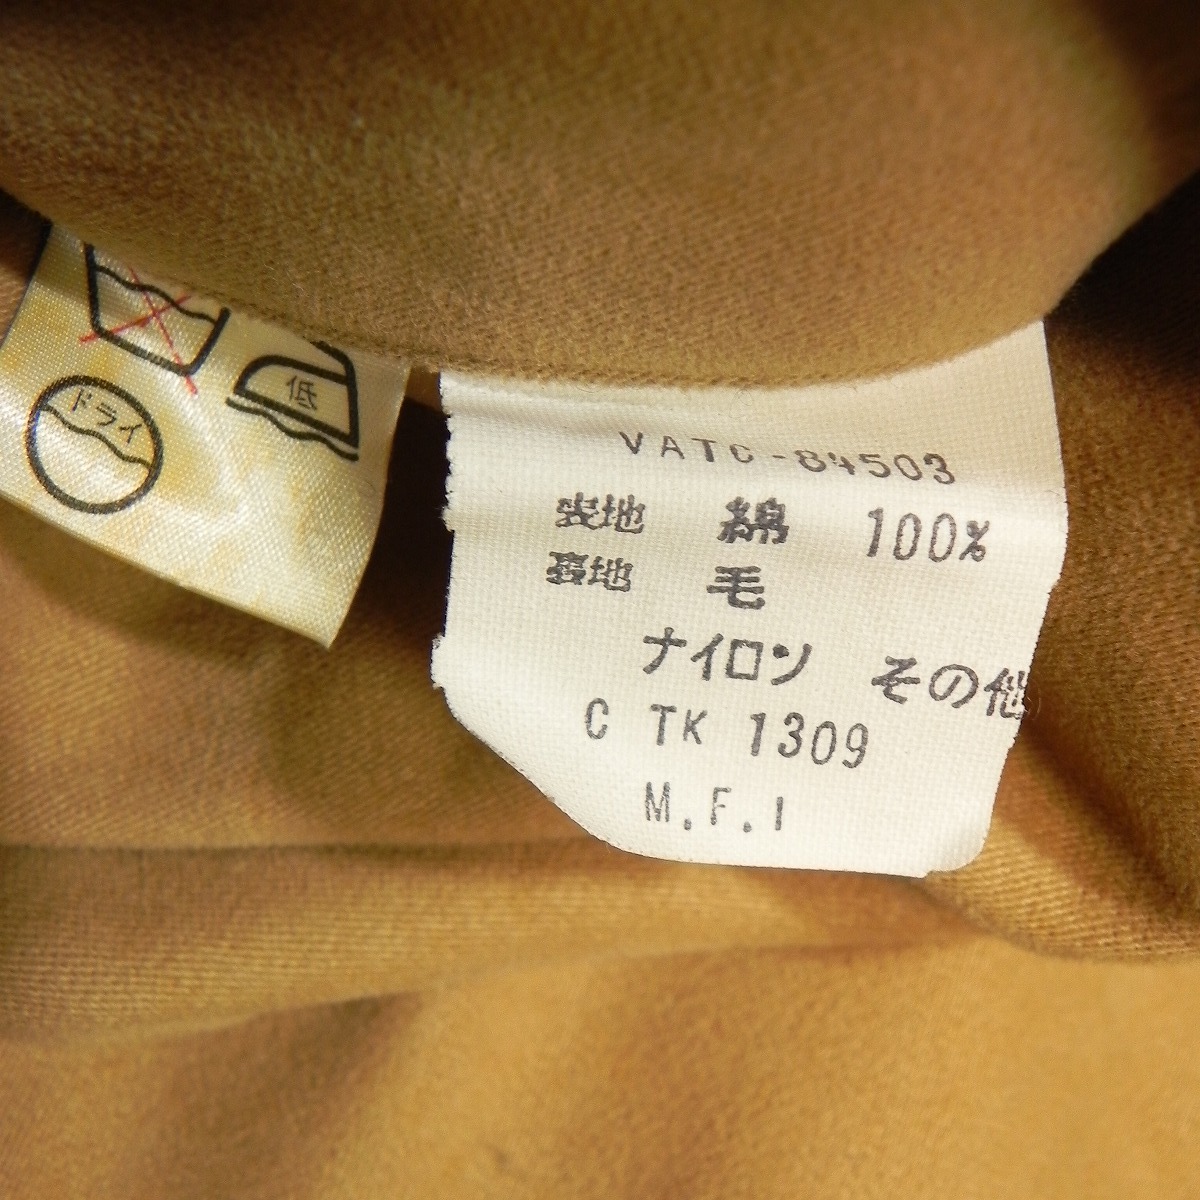 低
ドライ
VATC-84503
表地 綿 100%
裏地 毛
ナイロン その他
C TK 1309
M.F.I